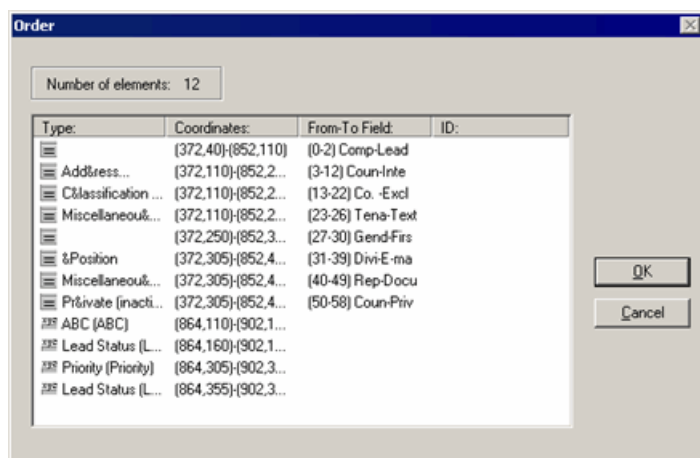 Order
Number of elements: 12
Type: Coordinates: From-To Field: ID:
(372,40)-(852,110) (0-2) Comp-Lead
Add&ress... (372,110)-(852,2... (3-12) Coun-Inte
C&lassification ... (372,110)-(852,2... (13-22) Co. -Excl
Miscellaneou&... (372,110)-(852,2... (23-26) Tena-Text
(372,250)-(852,3... (27-30) Gend-Firs
&Position (372,305)-(852,4... (31-39) Divi-E-ma
Miscellaneou&... (372,305)-(852,4... (40-49) Rep-Docu
Pr&ivate (inacti... (372,305)-(852,4... (50-58) Coun-Priv
ABC (ABC) (864,110)-(902,1...
Lead Status (L... (864,160)-(902,1...
Priority (Priority) (864,305)-(902,3...
Lead Status (L... (864,355)-(902,3...
OK
Cancel